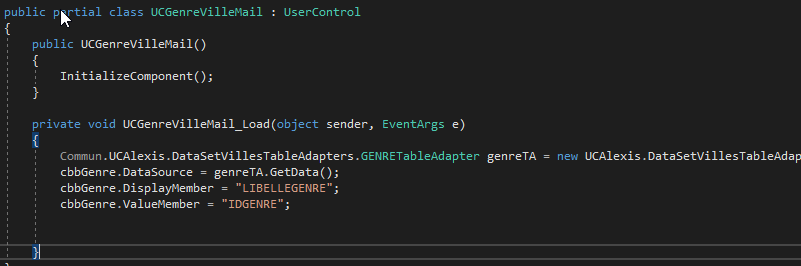 public partial class UCGenreVilleMail : UserControl
{
public UCGenreVilleMail()
{
InitializeComponent();
}
private void UCGenreVilleMail_Load(object sender, EventArgs e)
{
Commun.UCAlexis.DataSetVillesTableAdapters.GENRETableAdapter genreTA = new UCAlexis.DataSetVillesTableAdap
cbbGenre.DataSource = genreTA.GetData();
cbbGenre.DisplayMember = "LIBELLEGENRE";
cbbGenre.ValueMember = "IDGENRE";
}